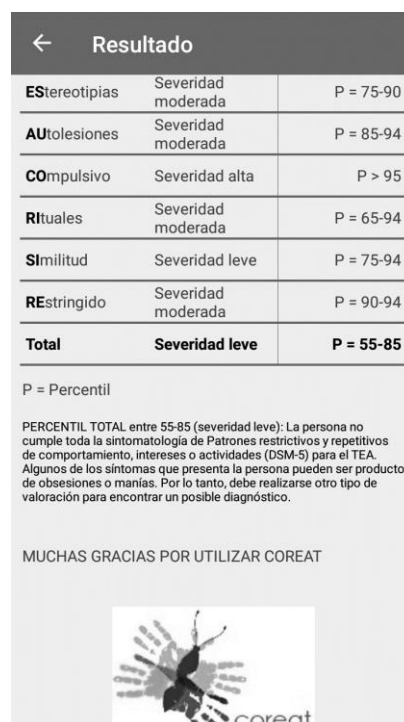 ← Resultado
EStereotipias Severidad moderada P = 75-90
AUtolesiones Severidad moderada P = 85-94
COmpulsivo Severidad alta P > 95
RItuales Severidad moderada P = 65-94
SImilitud Severidad leve P = 75-94
REstringido Severidad moderada P = 90-94
Total Severidad leve P = 55-85
P = Percentil
PERCENTIL TOTAL entre 55-85 (severidad leve): La persona no
cumple toda la sintomatología de Patrones restrictivos y repetitivos
de comportamiento, intereses o actividades (DSM-5) para el TEA.
Algunos de los síntomas que presenta la persona pueden ser producto
de obsesiones o manías. Por lo tanto, debe realizarse otro tipo de
valoración para encontrar un posible diagnóstico.
MUCHAS GRACIAS POR UTILIZAR COREAT
coreat